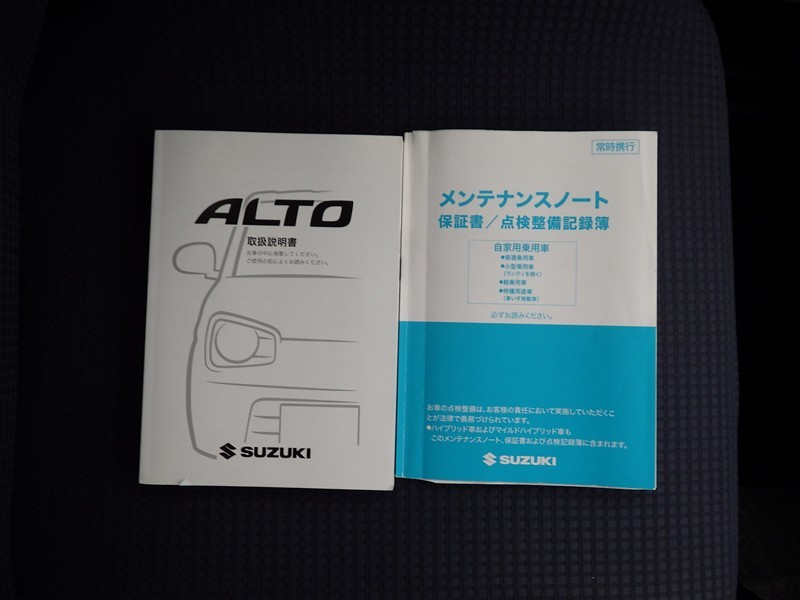 ALTO
取扱説明書
お車の中に保管してください。
ご使用の前によくお読みください。
SUZUKI
常時携行
メンテナンスノート
保証書／点検整備記録簿
自家用乗用車
●普通乗用車
●小型乗用車
(ランディを除く)
●軽乗用車
●特種用途車
(車いす移動車)
必ずお読みください。
お車の点検整備は、お客様の責任において実施していただくこ
とが法律で義務づけられています。
●ハイブリッド車およびマイルドハイブリッド車も
このメンテナンスノート、保証書および点検記録簿に含まれます。
SUZUKI